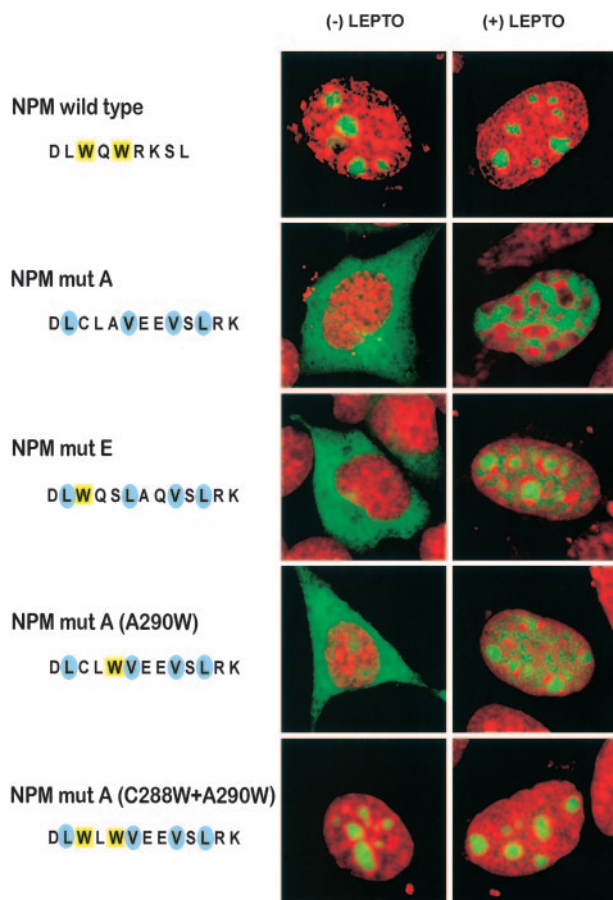 (-) LEPTO (+) LEPTO
NPM wild type
DLWQWRKSL
NPM mut A
DLCLAVEEVSLRK
NPM mut E
DLWQSLAQVSLRK
NPM mut A (A290W)
DLCLWVEEVSLRK
NPM mut A (C288W+A290W)
DLWLWVEEVSLRK